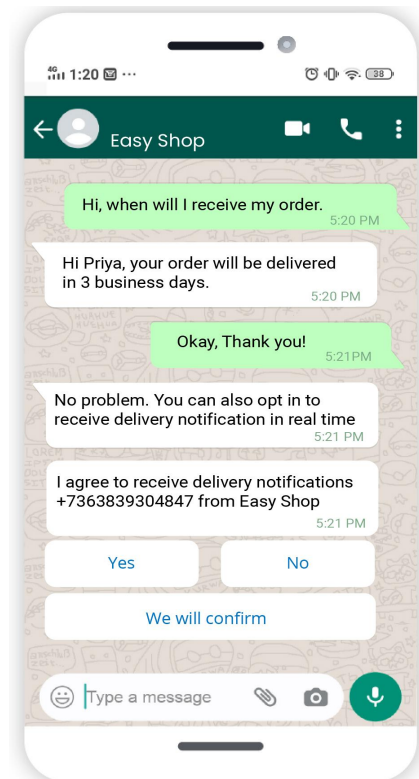 4G 1:20 ··· 38
Easy Shop
Hi, when will I receive my order.
5:20 PM
Hi Priya, your order will be delivered
in 3 business days.
5:20 PM
Okay, Thank you!
5:21PM
No problem. You can also opt in to
receive delivery notification in real time
5:21 PM
I agree to receive delivery notifications
+7363839304847 from Easy Shop
5:21 PM
Yes No
We will confirm
Type a message